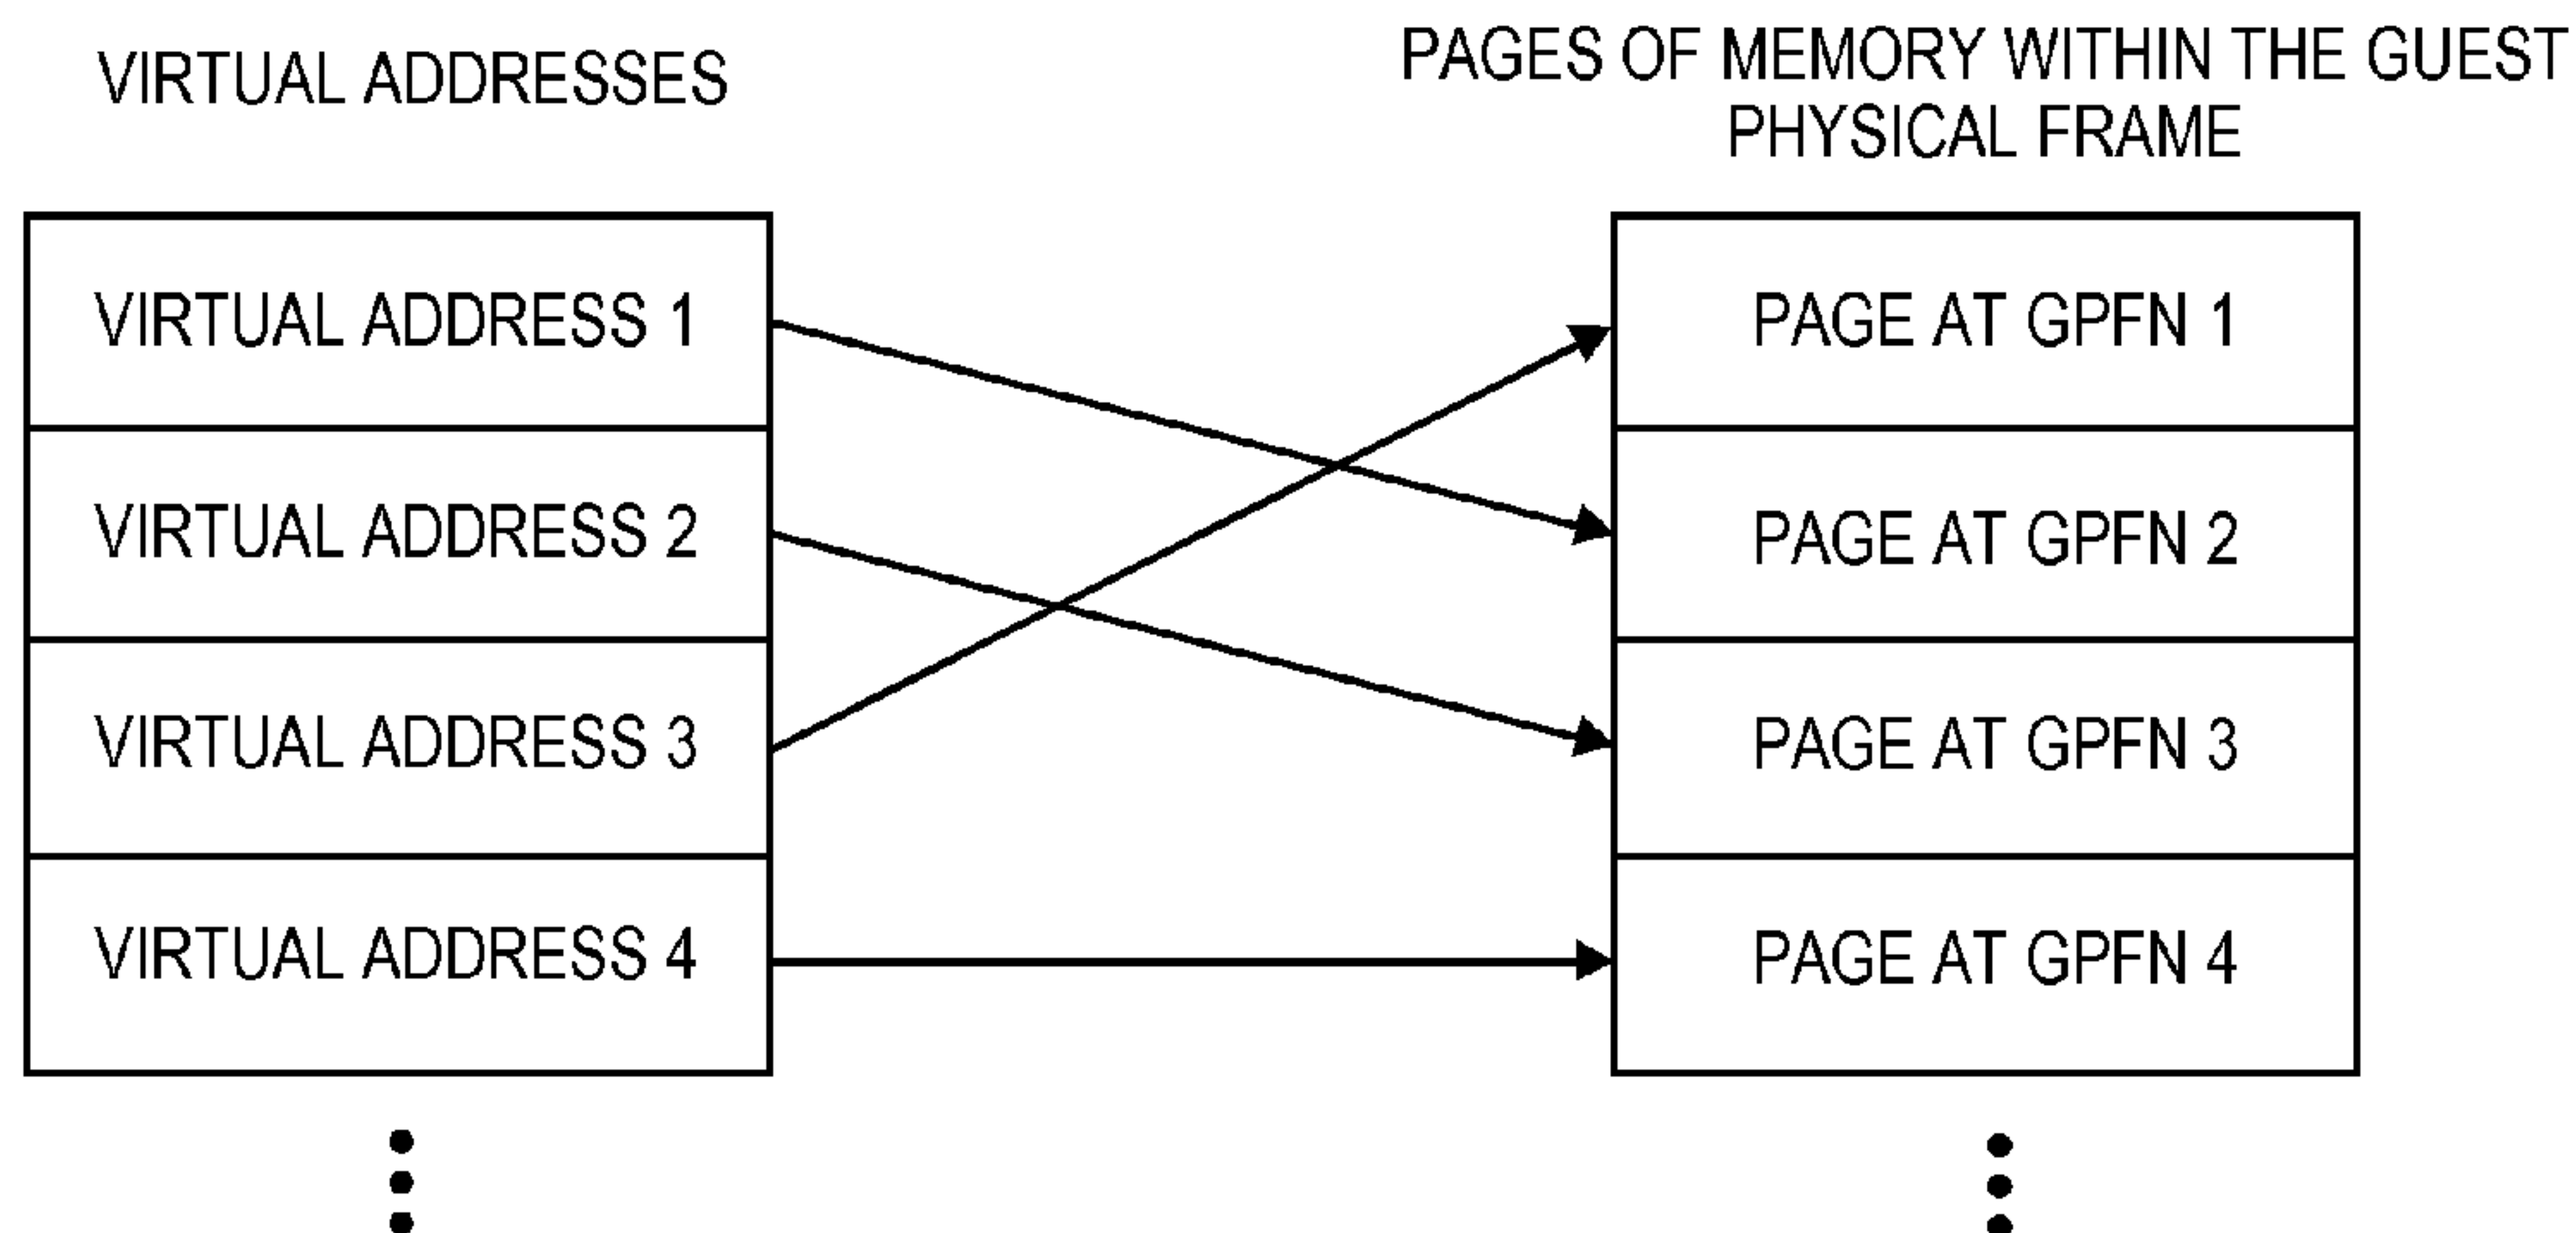 VIRTUAL ADDRESSES
PAGES OF MEMORY WITHIN THE GUEST
PHYSICAL FRAME
VIRTUAL ADDRESS 1
VIRTUAL ADDRESS 2
VIRTUAL ADDRESS 3
VIRTUAL ADDRESS 4
PAGE AT GPFN 1
PAGE AT GPFN 2
PAGE AT GPFN 3
PAGE AT GPFN 4